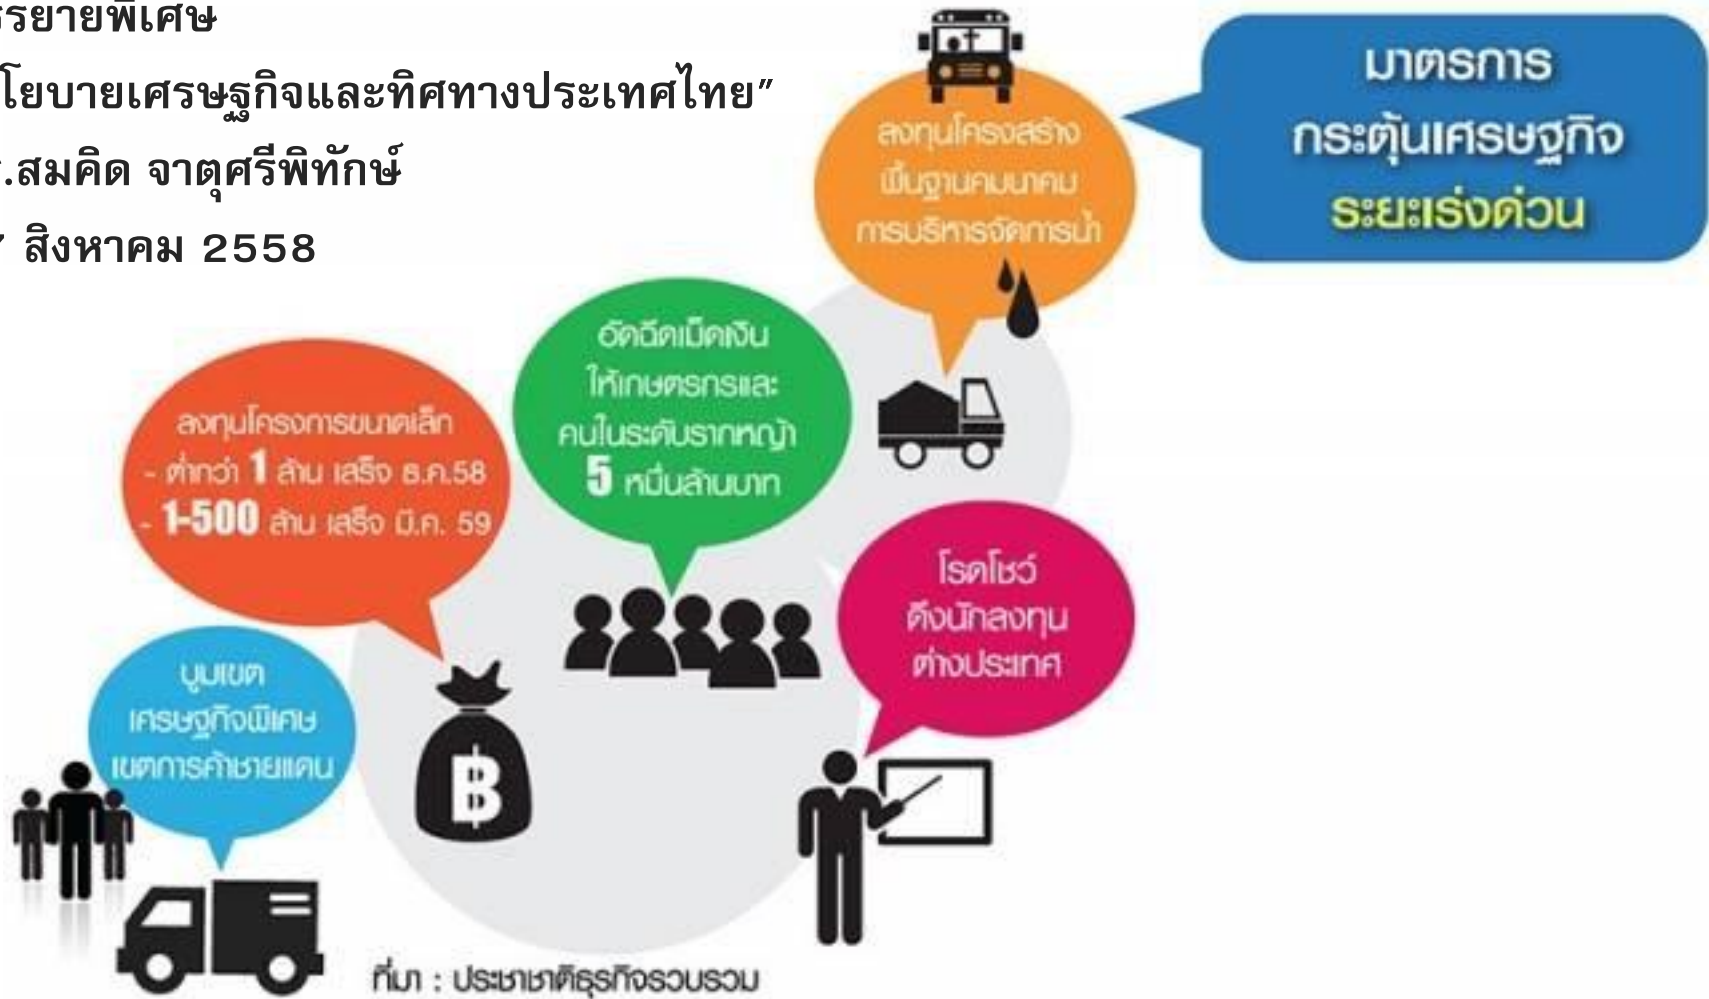 รรยายพิเศษ
โยบายเศรษฐกิจและทิศทางประเทศไทย”
.สมคิด จาตุศรีพิทักษ์
สิงหาคม 2558
มาตรการ
กระตุ้นเศรษฐกิจ
ระยะเร่งด่วน
ลงทุนโครงสร้าง
พื้นฐานคมนาคม
การบริหารจัดการน้ำ
อัดฉีดเม็ดเงิน
ให้เกษตรกรและ
คนในระดับรากหญ้า
5 หมื่นล้านบาท
ลงทุนโครงการขนาดเล็ก
- ต่ำกว่า 1 ล้าน เสร็จ ธ.ค.58
- 1-500 ล้าน เสร็จ มี.ค. 59
โรดโชว์
ดึงนักลงทุน
ต่างประเทศ
บูมเขต
เศรษฐกิจพิเศษ
เขตการค้าชายแดน
฿
ที่มา : ประชาชาติธุรกิจรวบรวม